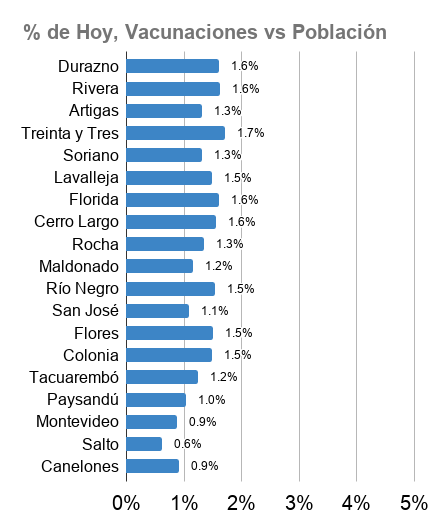 % de Hoy, Vacunaciones vs Población
Durazno 1.6%
Rivera 1.6%
Artigas 1.3%
Treinta y Tres 1.7%
Soriano 1.3%
Lavalleja 1.5%
Florida 1.6%
Cerro Largo 1.6%
Rocha 1.3%
Maldonado 1.2%
Río Negro 1.5%
San José 1.1%
Flores 1.5%
Colonia 1.5%
Tacuarembó 1.2%
Paysandú 1.0%
Montevideo 0.9%
Salto 0.6%
Canelones 0.9%
0% 1% 2% 3% 4% 5%